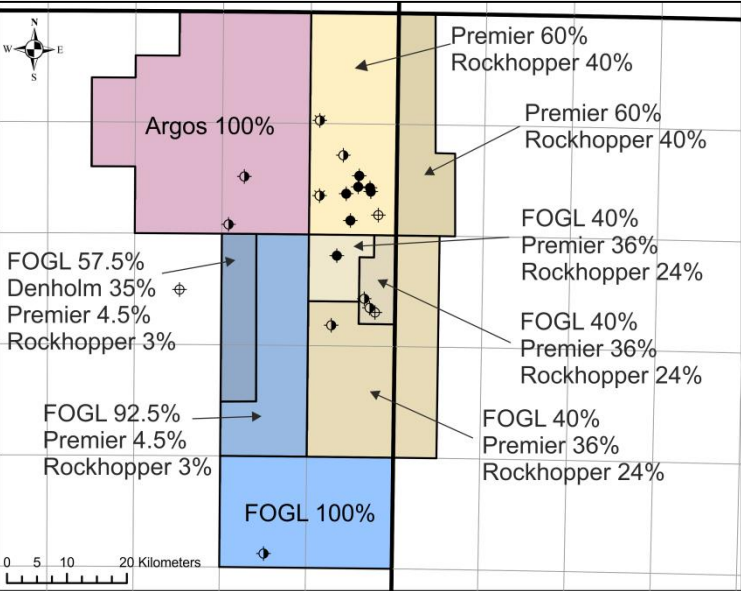 N
W E
S
Premier 60%
Rockhopper 40%
Argos 100%
Premier 60%
Rockhopper 40%
FOGL 40%
Premier 36%
Rockhopper 24%
FOGL 57.5%
Denholm 35%
Premier 4.5%
Rockhopper 3%
FOGL 40%
Premier 36%
Rockhopper 24%
FOGL 92.5%
Premier 4.5%
Rockhopper 3%
FOGL 40%
Premier 36%
Rockhopper 24%
FOGL 100%
0 5 10 20 Kilometers